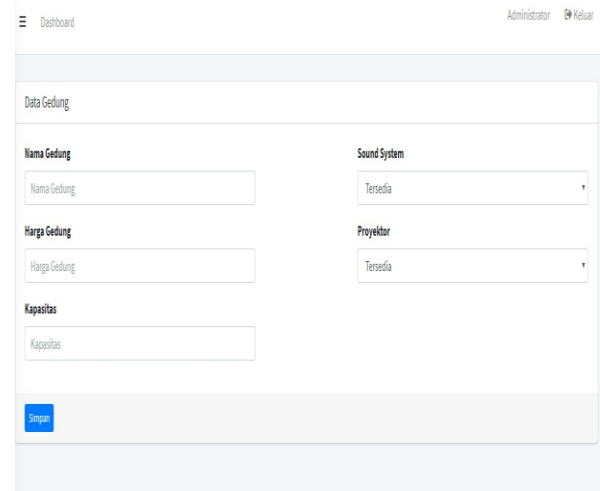 Dashboard
Administrator Keluar
Data Gedung
Nama Gedung
Nama Gedung
Harga Gedung
Harga Gedung
Kapasitas
Kapasitas
Sound System
Tersedia
Proyektor
Tersedia
Simpan